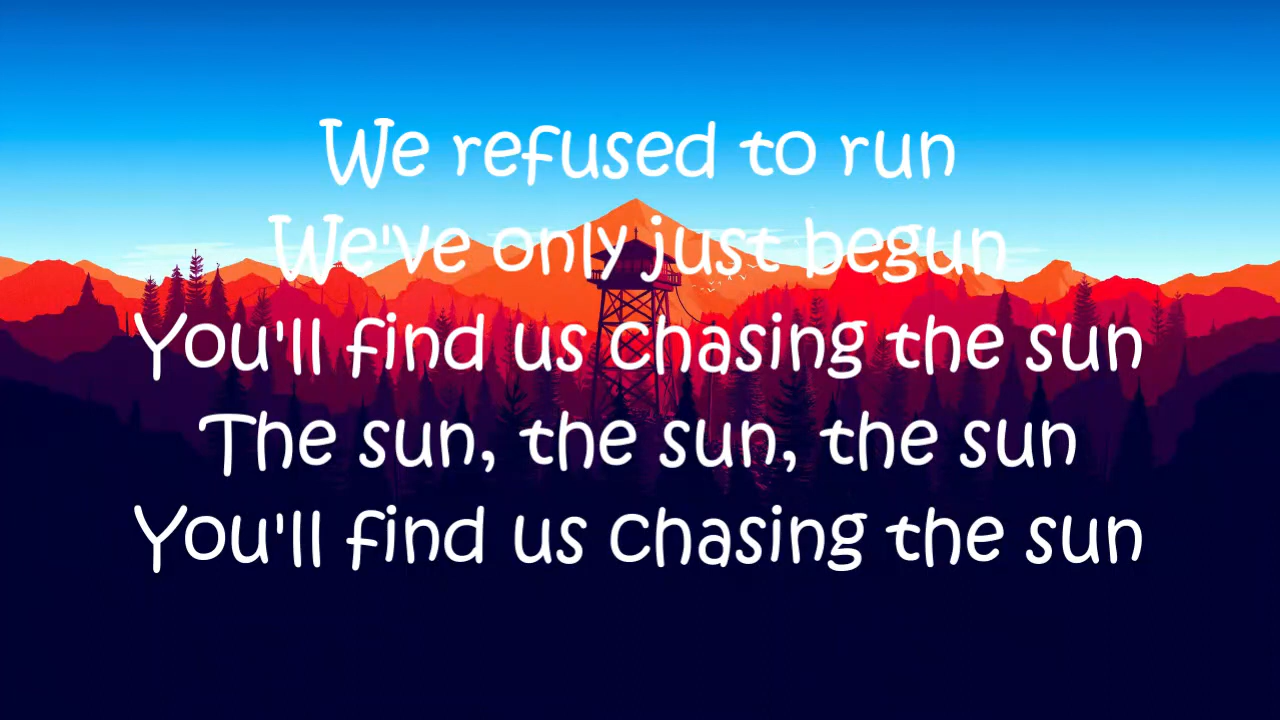 We refused to run
We've only just begun
You'll find us chasing the sun
The sun, the sun, the sun
You'll find us chasing the sun